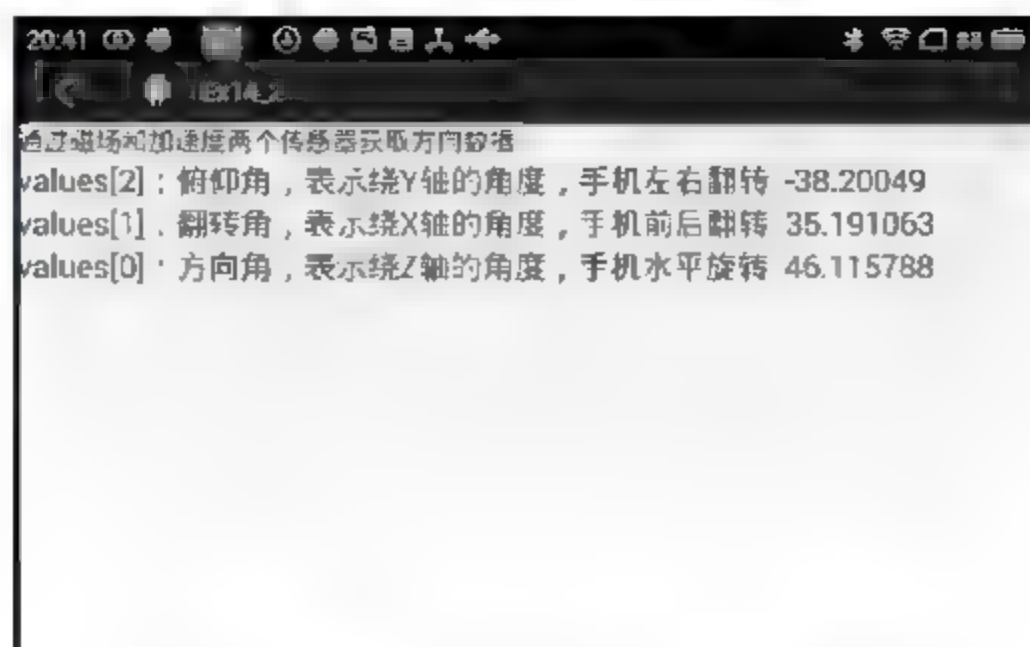 20:41
Ex14_2
通过磁场和加速度两个传感器获取方向数据
values[2]：俯仰角，表示绕Y轴的角度，手机左右翻转 -38.20049
values[1]：翻转角，表示绕X轴的角度，手机前后翻转 35.191063
values[0]：方向角，表示绕Z轴的角度，手机水平旋转 46.115788